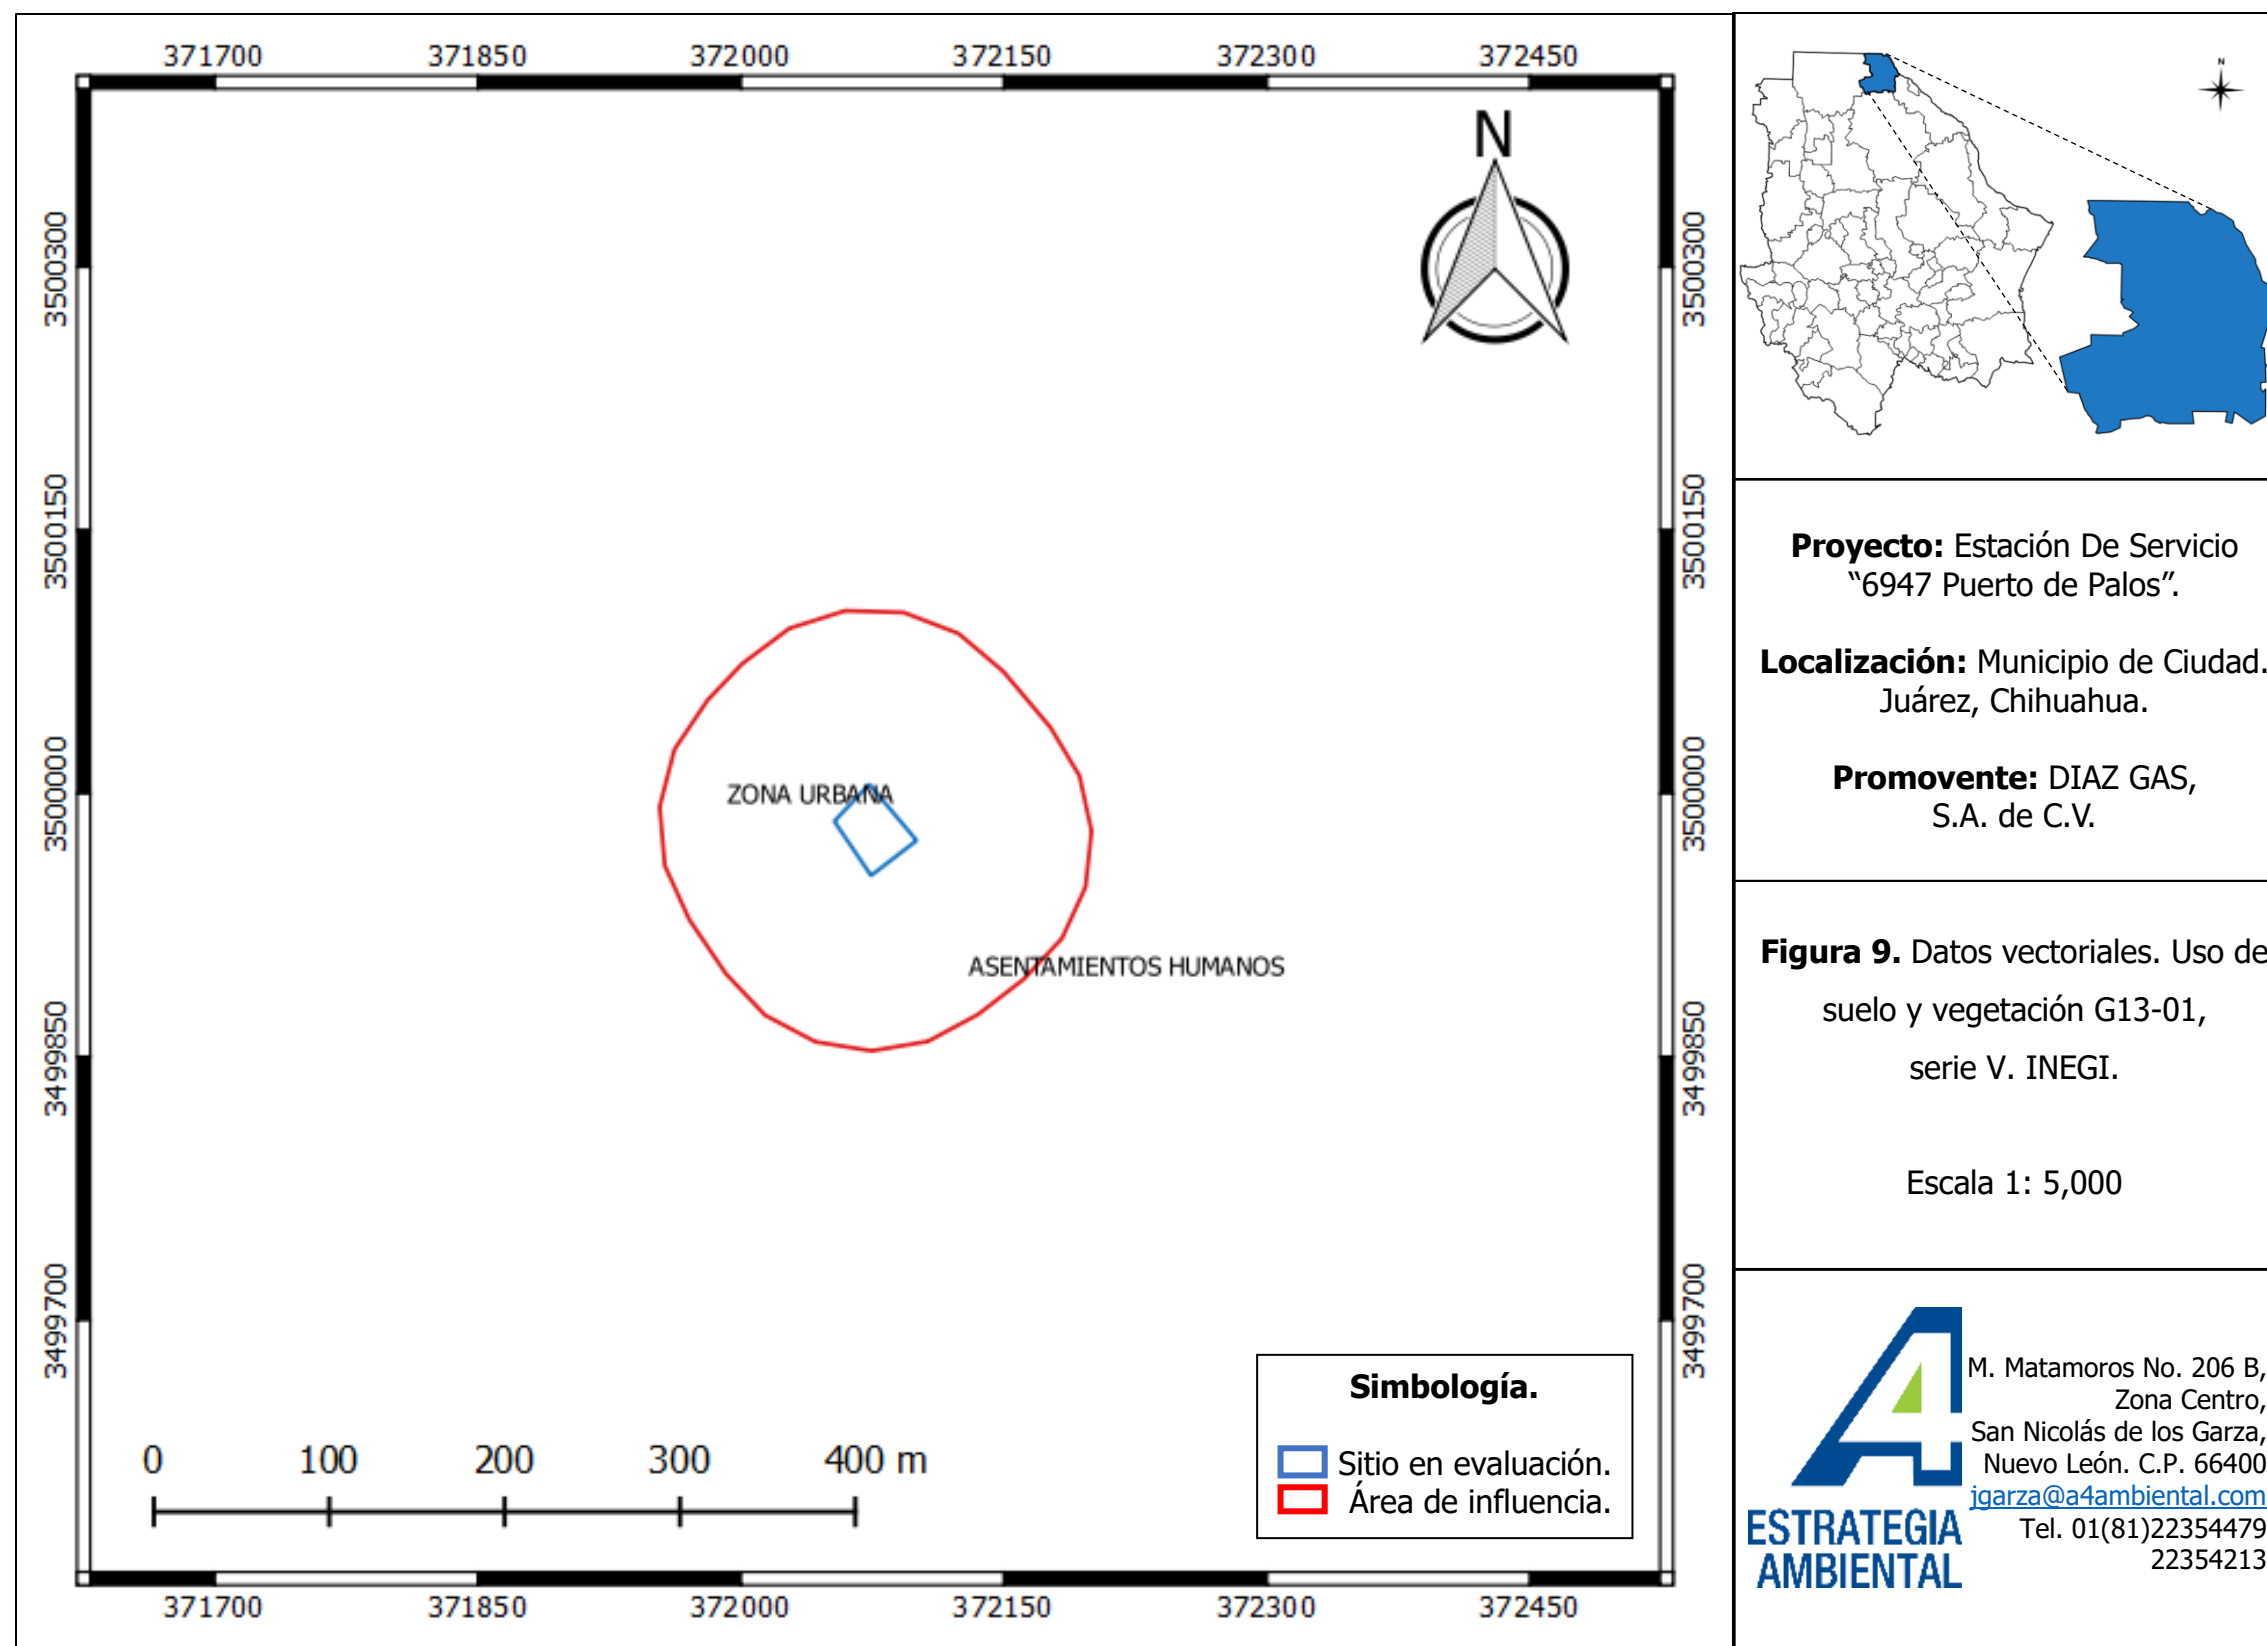 371700 371850 372000 372150 372300 372450
N
3500300 3500300
3500150 3500150
3500000 3500000
ZONA URBANA
ASENTAMIENTOS HUMANOS
3499850 3499850
3499700 3499700
0 100 200 300 400 m
Simbología.
Sitio en evaluación.
Área de influencia.
371700 371850 372000 372150 372300 372450
N
Proyecto: Estación De Servicio
“6947 Puerto de Palos”.
Localización: Municipio de Ciudad.
Juárez, Chihuahua.
Promovente: DIAZ GAS,
S.A. de C.V.
Figura 9. Datos vectoriales. Uso de
suelo y vegetación G13-01,
serie V. INEGI.
Escala 1: 5,000
A4
ESTRATEGIA
AMBIENTAL
M. Matamoros No. 206 B,
Zona Centro,
San Nicolás de los Garza,
Nuevo León. C.P. 66400
jgarza@a4ambiental.com
Tel. 01(81)22354479
22354213